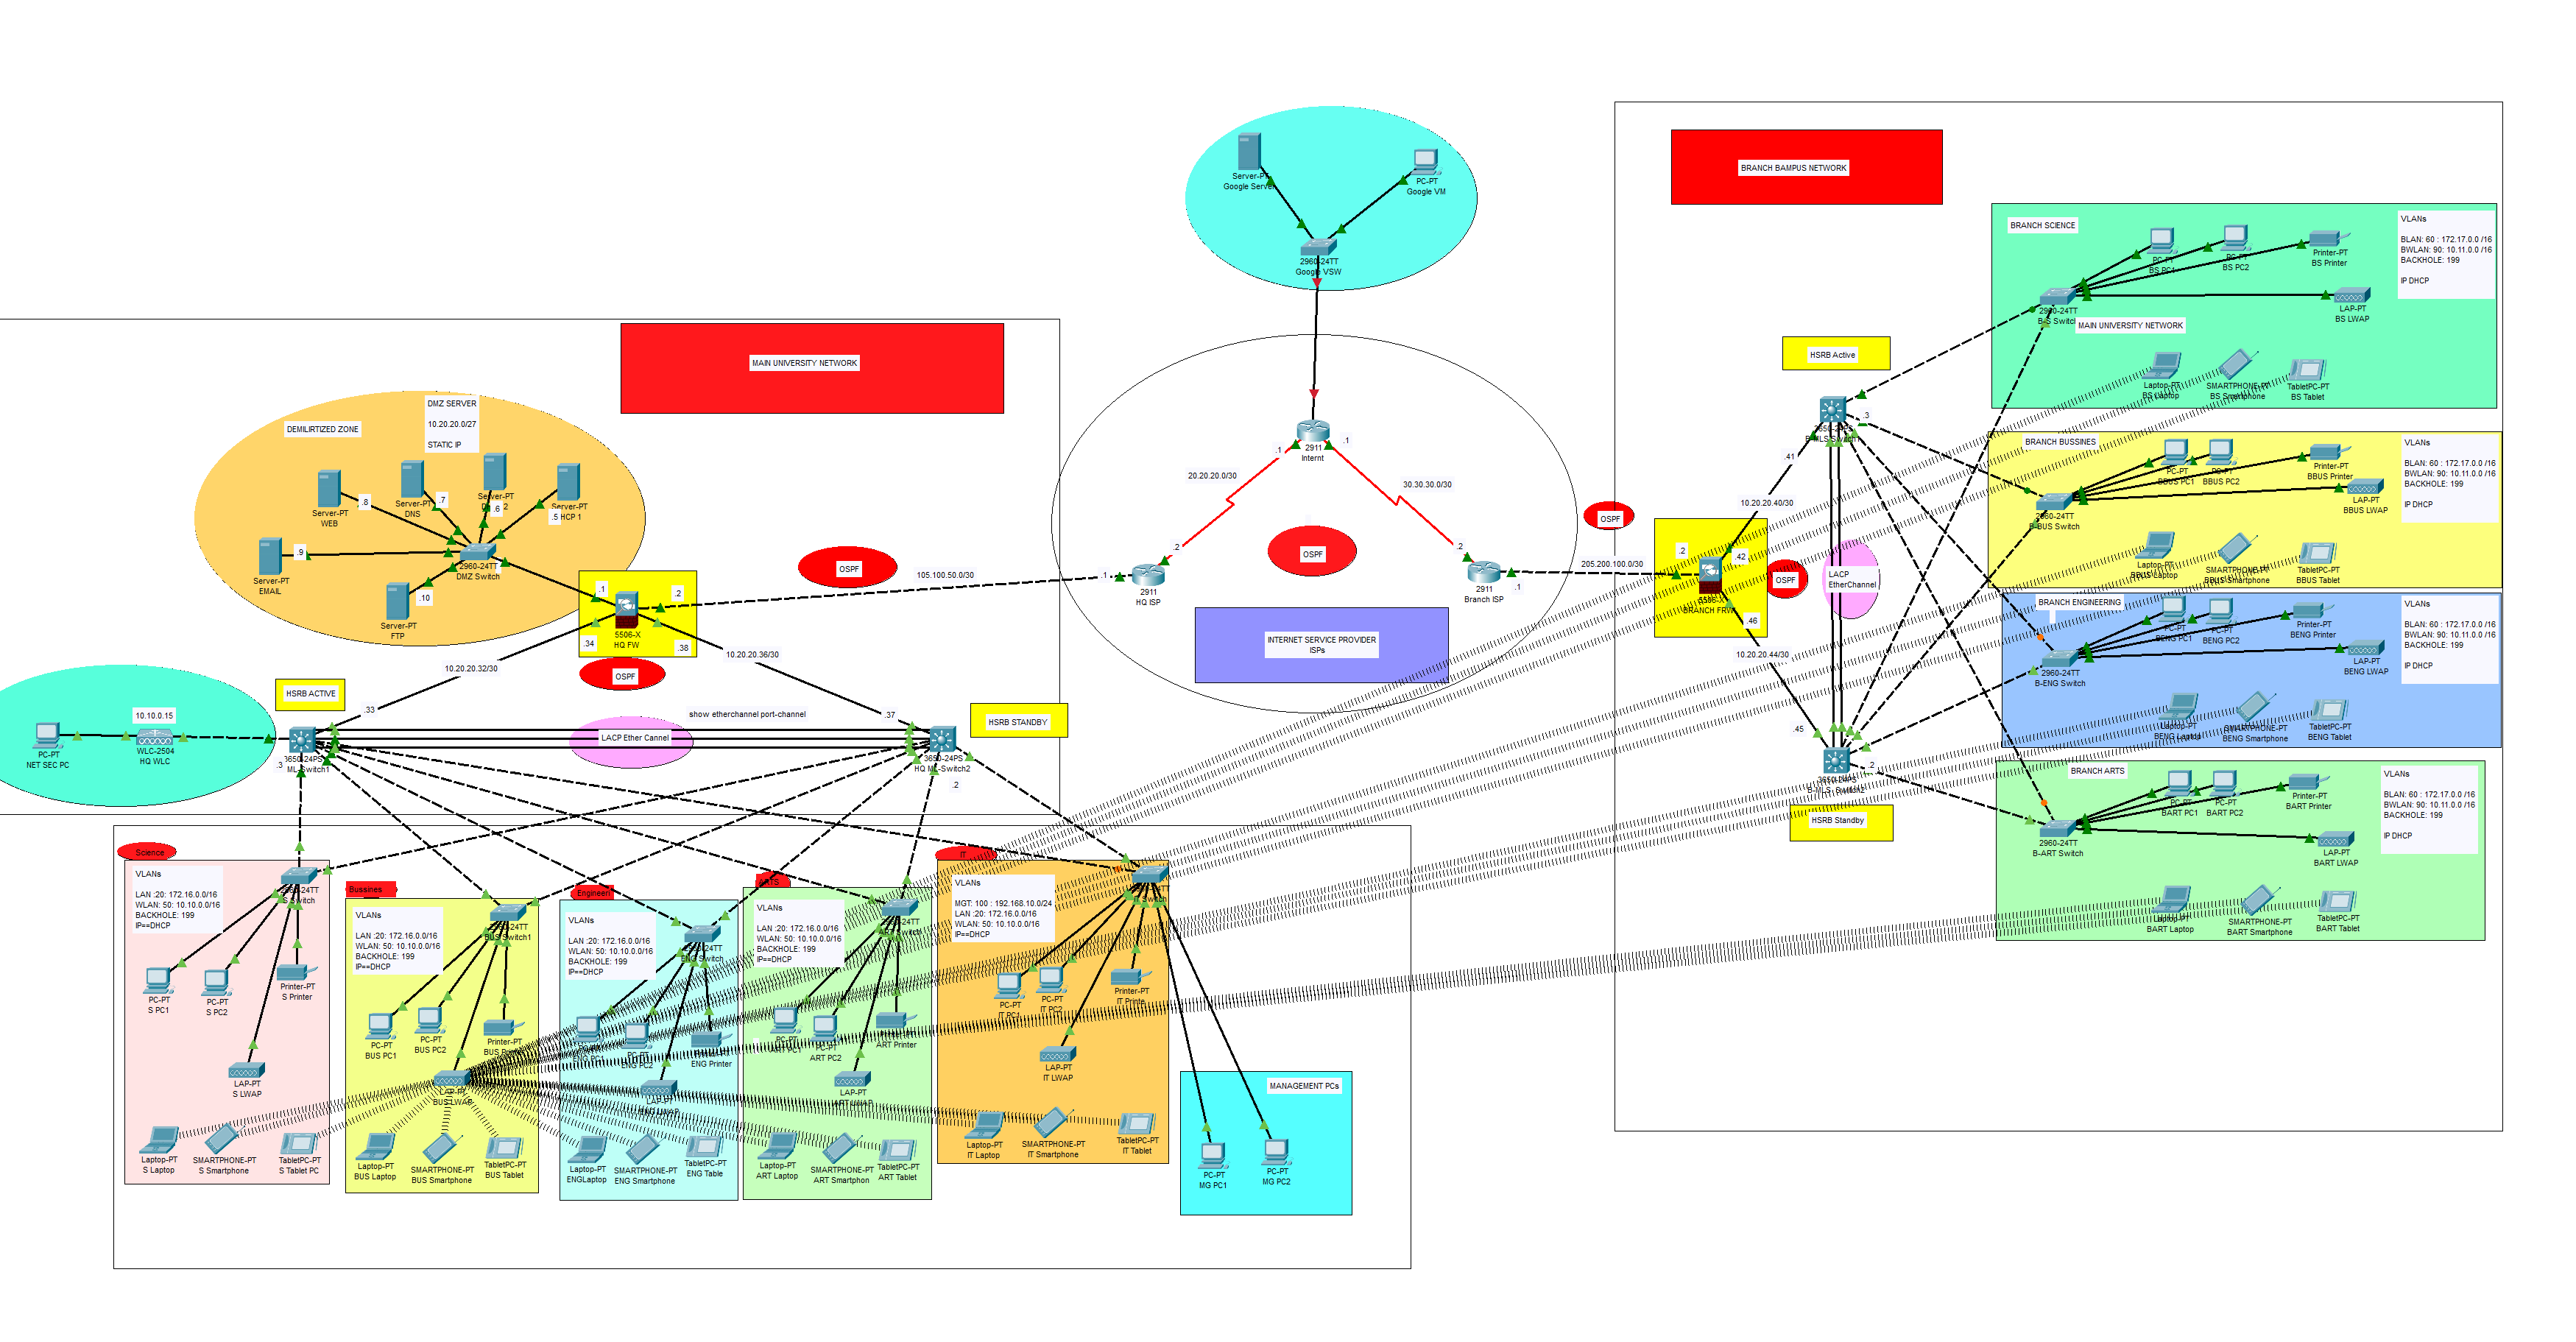 Server-PT
Google Server
PC-PT
Google VM
2960-24TT
Google VSW
BRANCH BAMPUS NETWORK
MAIN UNIVERSITY NETWORK
DMZ SERVER
10.20.20.0/27
STATIC IP
DEMILIRTIZED ZONE
Server-PT
WEB
.8
Server-PT
DNS
.7
Server-PT
.6
Server-PT
.5
Server-PT
EMAIL
.9
2960-24TT
DMZ Switch
Server-PT
FTP
.10
OSPF
105.100.50.0/30
.1
.2
5506-X
HQ FW
.34
.38
OSPF
10.20.20.32/30
10.20.20.36/30
HSRB ACTIVE
.33
show etherchannel port-channel
LACP Ether Cannel
.37
HSRB STANDBY
10.10.0.15
PC-PT
NET SEC PC
WLC-2504
HQ WLC
3650-24PS
ML-Switch1
.3
3650-24PS
HQ ML-Switch2
.2
2911
Internt
.1
.1
20.20.20.0/30
30.30.30.0/30
OSPF
.2
.1
2911
HQ ISP
.2
.1
2911
Branch ISP
INTERNET SERVICE PROVIDER
ISPs
OSPF
205.200.100.0/30
.2
.42
.46
5506-X
BRANCH FRW
OSPF
LACP
EtherChannel
10.20.20.40/30
10.20.20.44/30
.41
.45
HSRB Active
.3
3650-24PS
B-MLS Switch1
3650-24PS
B-MLS Switch2
.2
HSRB Standby
BRANCH SCIENCE
VLANs
BLAN: 60 : 172.17.0.0 /16
BWLAN: 90: 10.11.0.0 /16
BACKHOLE: 199
IP DHCP
PC-PT
BS PC1
PC-PT
BS PC2
Printer-PT
BS Printer
2960-24TT
B-S Switch
LAP-PT
BS LWAP
MAIN UNIVERSITY NETWORK
Laptop-PT
BS Laptop
SMARTPHONE-PT
BS Smartphone
TabletPC-PT
BS Tablet
BRANCH BUSSINES
VLANs
BLAN: 60 : 172.17.0.0 /16
BWLAN: 90: 10.11.0.0 /16
BACKHOLE: 199
IP DHCP
PC-PT
BBUS PC1
PC-PT
BBUS PC2
Printer-PT
BBUS Printer
2960-24TT
B-BUS Switch
LAP-PT
BBUS LWAP
Laptop-PT
BBUS Laptop
SMARTPHONE-PT
BBUS Smartphone
TabletPC-PT
BBUS Tablet
BRANCH ENGINEERING
VLANs
BLAN: 60 : 172.17.0.0 /16
BWLAN: 90: 10.11.0.0 /16
BACKHOLE: 199
IP DHCP
PC-PT
BENG PC1
PC-PT
BENG PC2
Printer-PT
BENG Printer
2960-24TT
B-ENG Switch
LAP-PT
BENG LWAP
Laptop-PT
BENG Laptop
SMARTPHONE-PT
BENG Smartphone
TabletPC-PT
BENG Tablet
BRANCH ARTS
VLANs
BLAN: 60 : 172.17.0.0 /16
BWLAN: 90: 10.11.0.0 /16
BACKHOLE: 199
IP DHCP
PC-PT
BART PC1
PC-PT
BART PC2
Printer-PT
BART Printer
2960-24TT
B-ART Switch
LAP-PT
BART LWAP
Laptop-PT
BART Laptop
SMARTPHONE-PT
BART Smartphone
TabletPC-PT
BART Tablet
Science
VLANs
LAN :20: 172.16.0.0/16
WLAN: 50: 10.10.0.0/16
BACKHOLE: 199
IP==DHCP
2960-24TT
S Switch
PC-PT
S PC1
PC-PT
S PC2
Printer-PT
S Printer
LAP-PT
S LWAP
Laptop-PT
S Laptop
SMARTPHONE-PT
S Smartphone
TabletPC-PT
S Tablet PC
Bussines
VLANs
LAN :20: 172.16.0.0/16
WLAN: 50: 10.10.0.0/16
BACKHOLE: 199
IP==DHCP
2960-24TT
BUS Switch1
PC-PT
BUS PC1
PC-PT
BUS PC2
Printer-PT
BUS Printer
LAP-PT
BUS LWAP
Laptop-PT
BUS Laptop
SMARTPHONE-PT
BUS Smartphone
TabletPC-PT
BUS Tablet
Engineeri
VLANs
LAN :20: 172.16.0.0/16
WLAN: 50: 10.10.0.0/16
BACKHOLE: 199
IP==DHCP
2960-24TT
ENG Switch
PC-PT
ENG PC1
PC-PT
ENG PC2
Printer-PT
ENG Printer
LAP-PT
ENG LWAP
Laptop-PT
ENGLaptop
SMARTPHONE-PT
ENG Smartphone
TabletPC-PT
ENG Table
ARTS
VLANs
LAN :20: 172.16.0.0/16
WLAN: 50: 10.10.0.0/16
BACKHOLE: 199
IP==DHCP
2960-24TT
ART Switch
PC-PT
ART PC1
PC-PT
ART PC2
Printer-PT
ART Printer
LAP-PT
ART LWAP
Laptop-PT
ART Laptop
SMARTPHONE-PT
ART Smartphon
TabletPC-PT
ART Tablet
IT
VLANs
MGT: 100 : 192.168.10.0/24
LAN :20: 172.16.0.0/16
WLAN: 50: 10.10.0.0/16
BACKHOLE: 199
IP==DHCP
2960-24TT
IT Switch
PC-PT
IT PC1
PC-PT
IT PC2
Printer-PT
IT Printe
LAP-PT
IT LWAP
Laptop-PT
IT Laptop
SMARTPHONE-PT
IT Smartphone
TabletPC-PT
IT Tablet
MANAGEMENT PCs
PC-PT
MG PC1
PC-PT
MG PC2